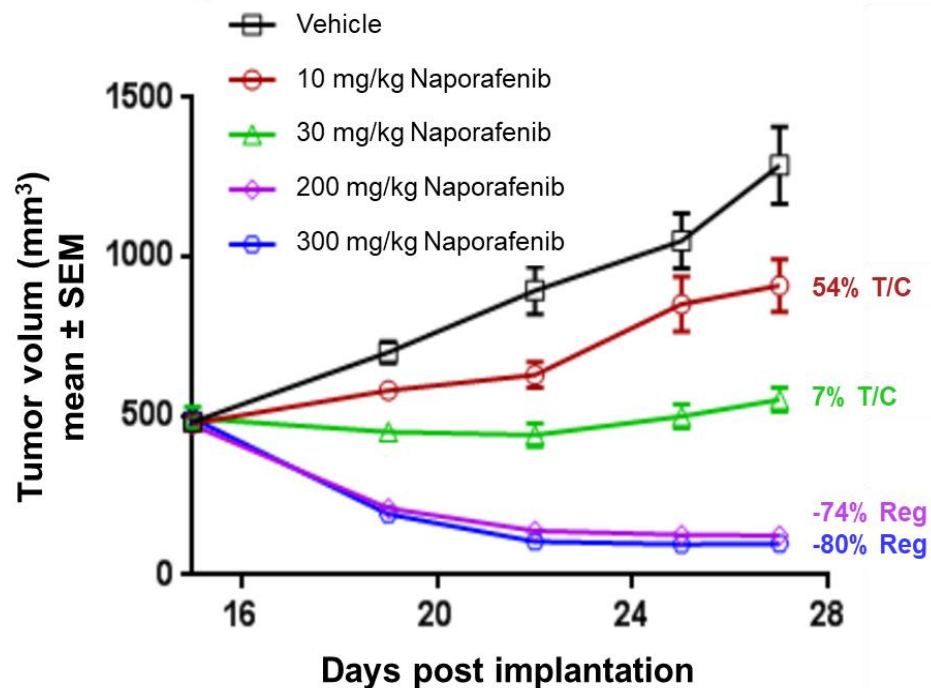 Vehicle
10 mg/kg Naporafenib
30 mg/kg Naporafenib
200 mg/kg Naporafenib
300 mg/kg Naporafenib
Tumor volum (mm³)
mean ± SEM
1500
1000
500
0
54% T/C
7% T/C
-74% Reg
-80% Reg
16 20 24 28
Days post implantation